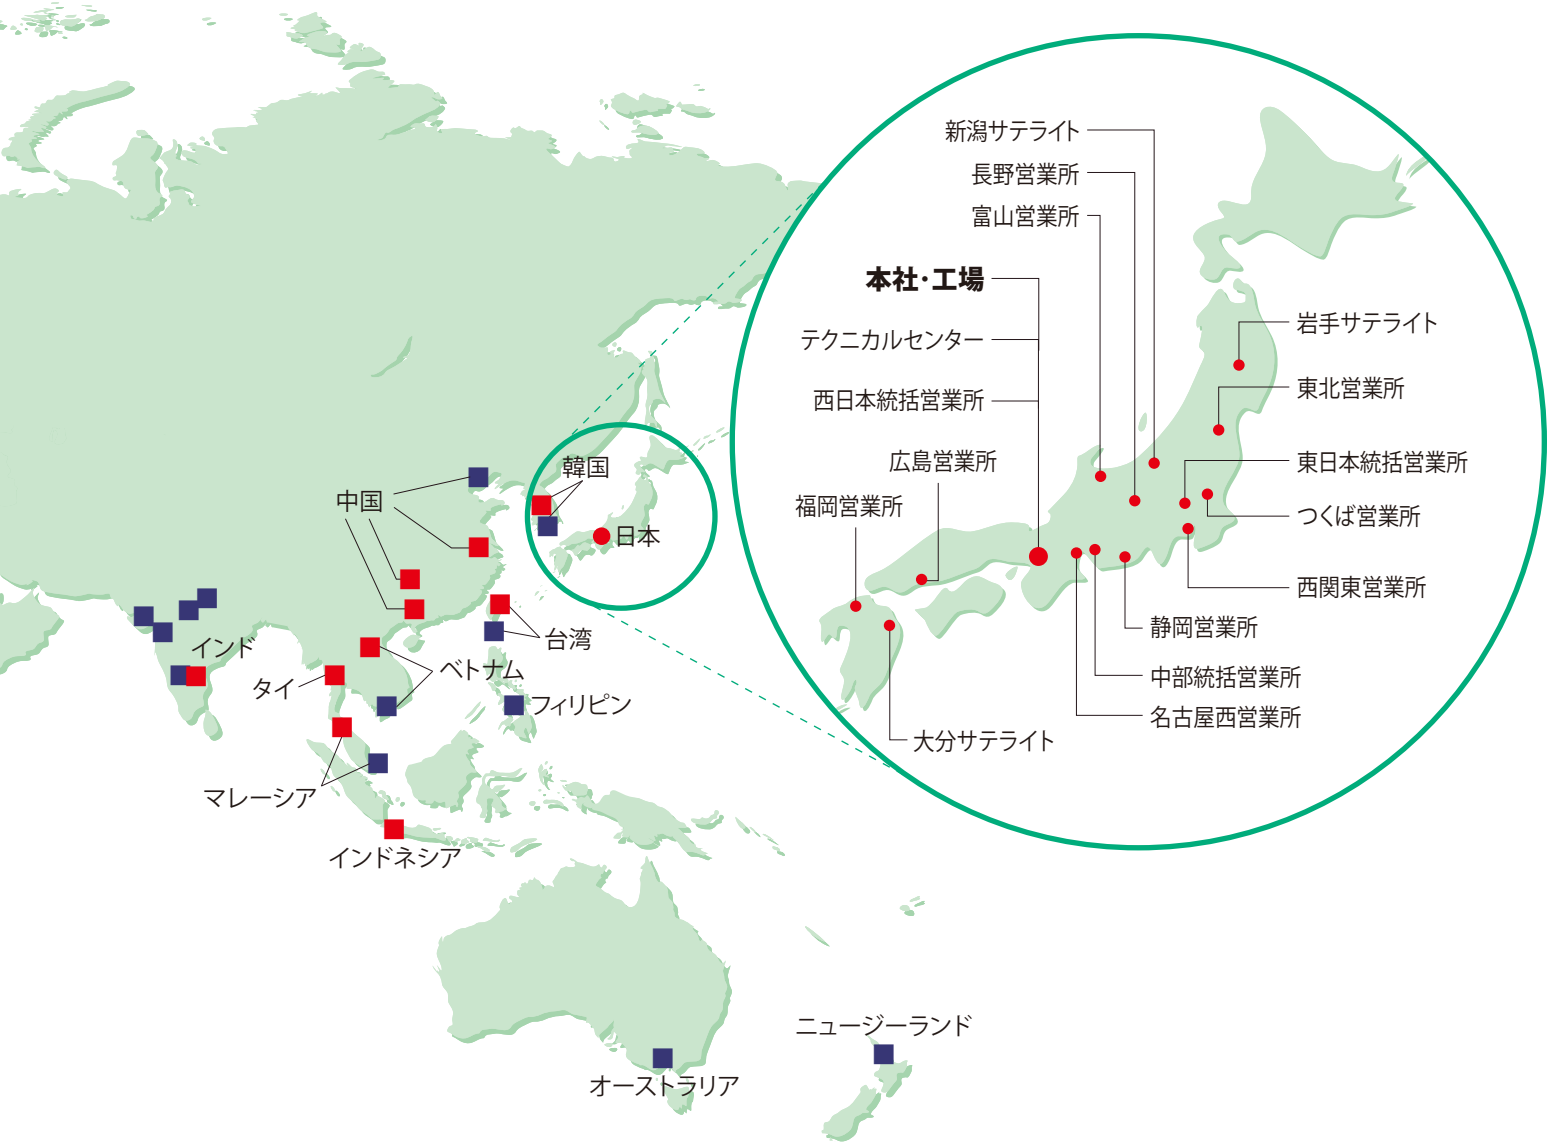 新潟サテライト
長野営業所
富山営業所
本社・工場
テクニカルセンター
西日本統括営業所
広島営業所
福岡営業所
岩手サテライト
東北営業所
東日本統括営業所
つくば営業所
西関東営業所
静岡営業所
中部統括営業所
名古屋西営業所
大分サテライト
韓国
日本
中国
台湾
インド
ベトナム
タイ
フィリピン
マレーシア
インドネシア
ニュージーランド
オーストラリア